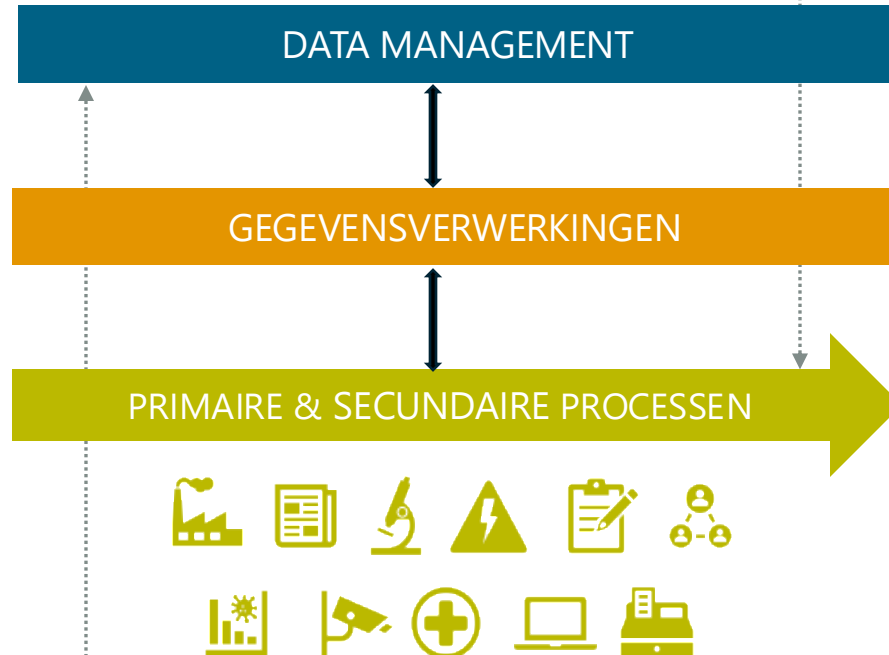 DATA MANAGEMENT
GEGEVENSVERWERKINGEN
PRIMAIRE & SECUNDAIRE PROCESSEN